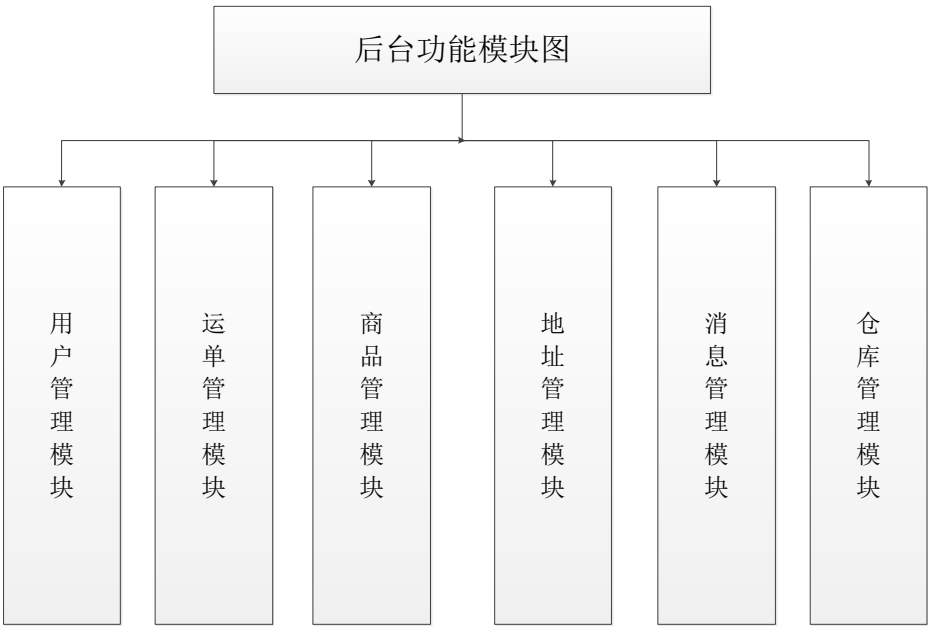 后台功能模块图
用户管理模块
运单管理模块
商品管理模块
地址管理模块
消息管理模块
仓库管理模块